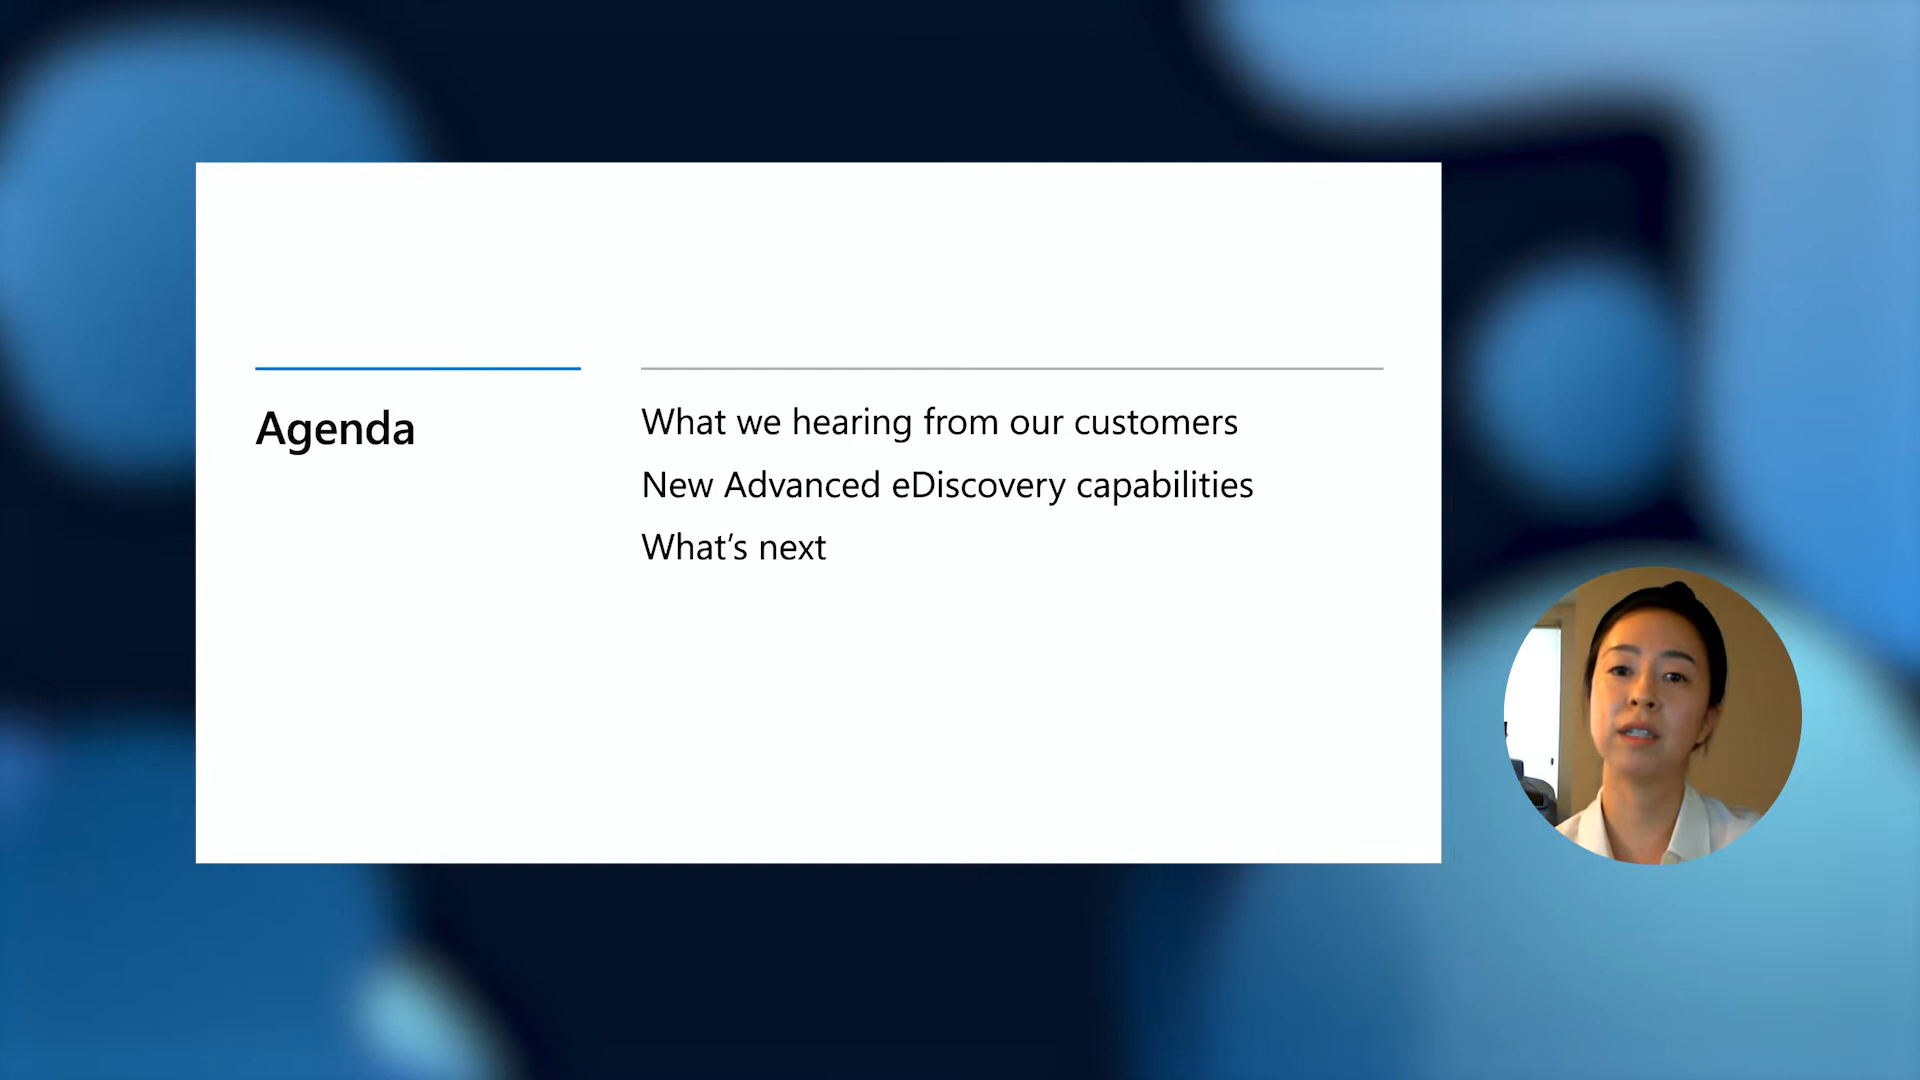 Agenda
What we hearing from our customers
New Advanced eDiscovery capabilities
What's next